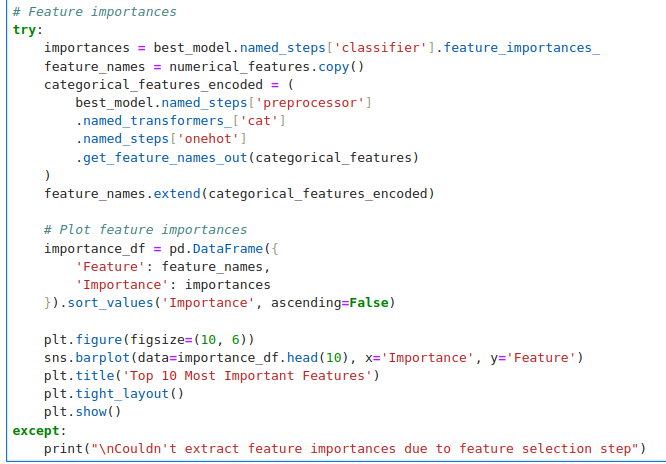 # Feature importances
try:
    importances = best_model.named_steps['classifier'].feature_importances_
    feature_names = numerical_features.copy()
    categorical_features_encoded = (
        best_model.named_steps['preprocessor']
        .named_transformers_['cat']
        .named_steps['onehot']
        .get_feature_names_out(categorical_features)
    )
    feature_names.extend(categorical_features_encoded)

    # Plot feature importances
    importance_df = pd.DataFrame({
        'Feature': feature_names,
        'Importance': importances
    }).sort_values('Importance', ascending=False)

    plt.figure(figsize=(10, 6))
    sns.barplot(data=importance_df.head(10), x='Importance', y='Feature')
    plt.title('Top 10 Most Important Features')
    plt.tight_layout()
    plt.show()
except:
    print("\nCouldn't extract feature importances due to feature selection step")